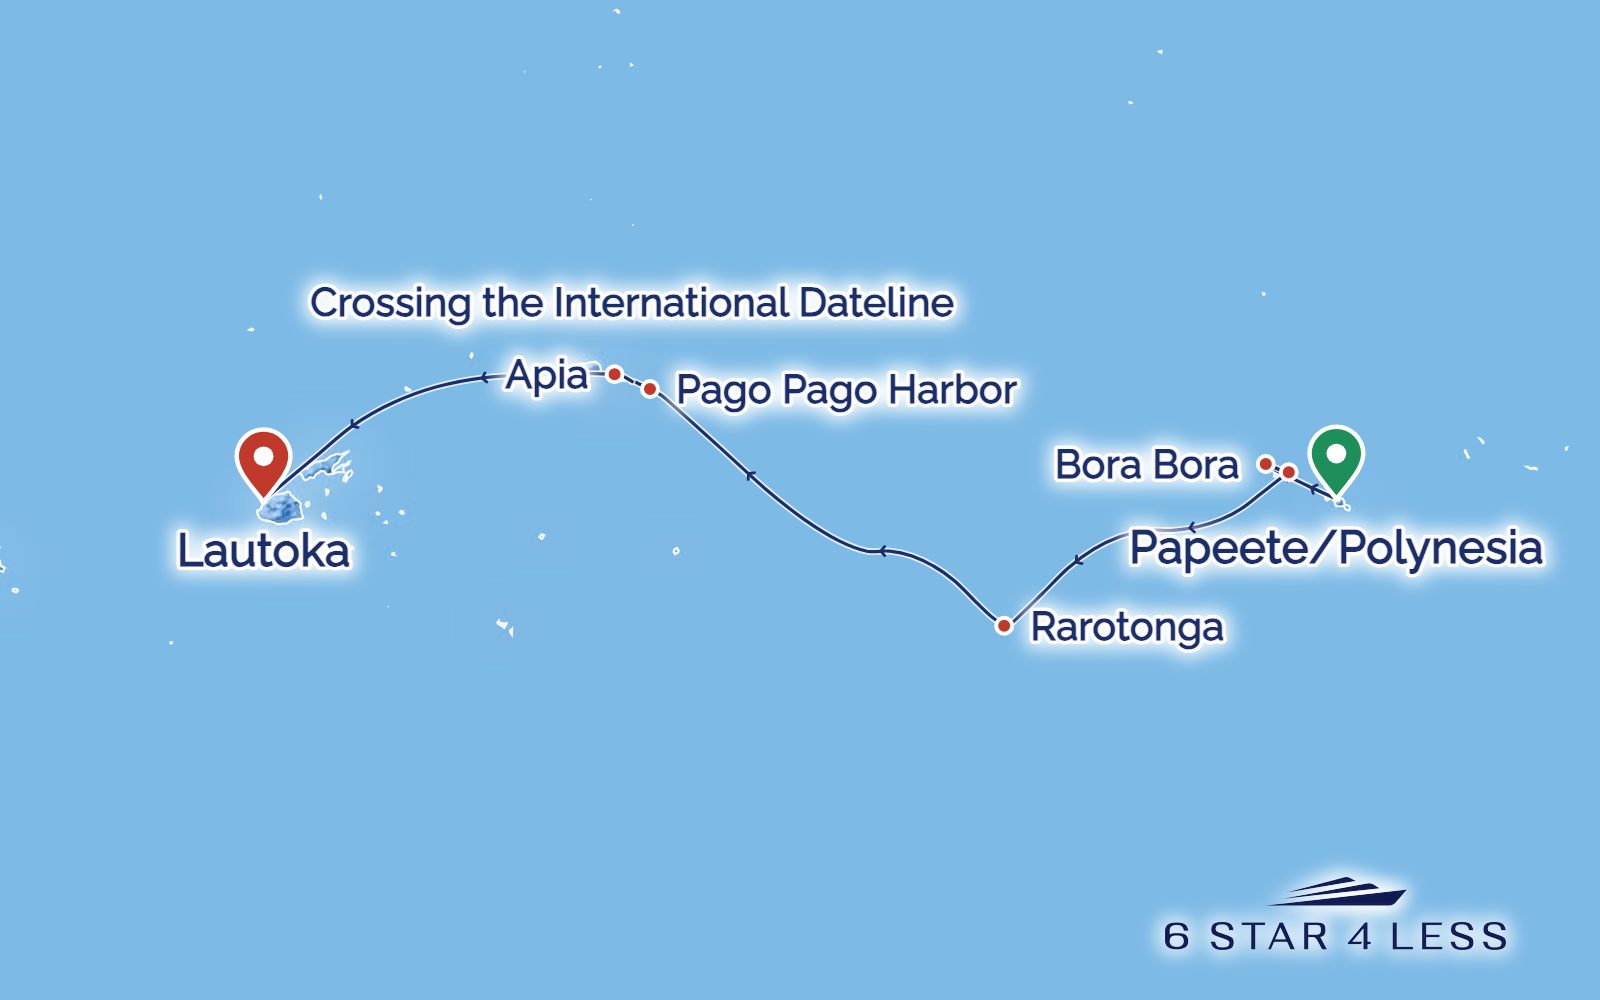 Crossing the International Dateline
Apia
Pago Pago Harbor
Bora Bora
Lautoka
Papeete/Polynesia
Rarotonga
6 STAR 4 LESS